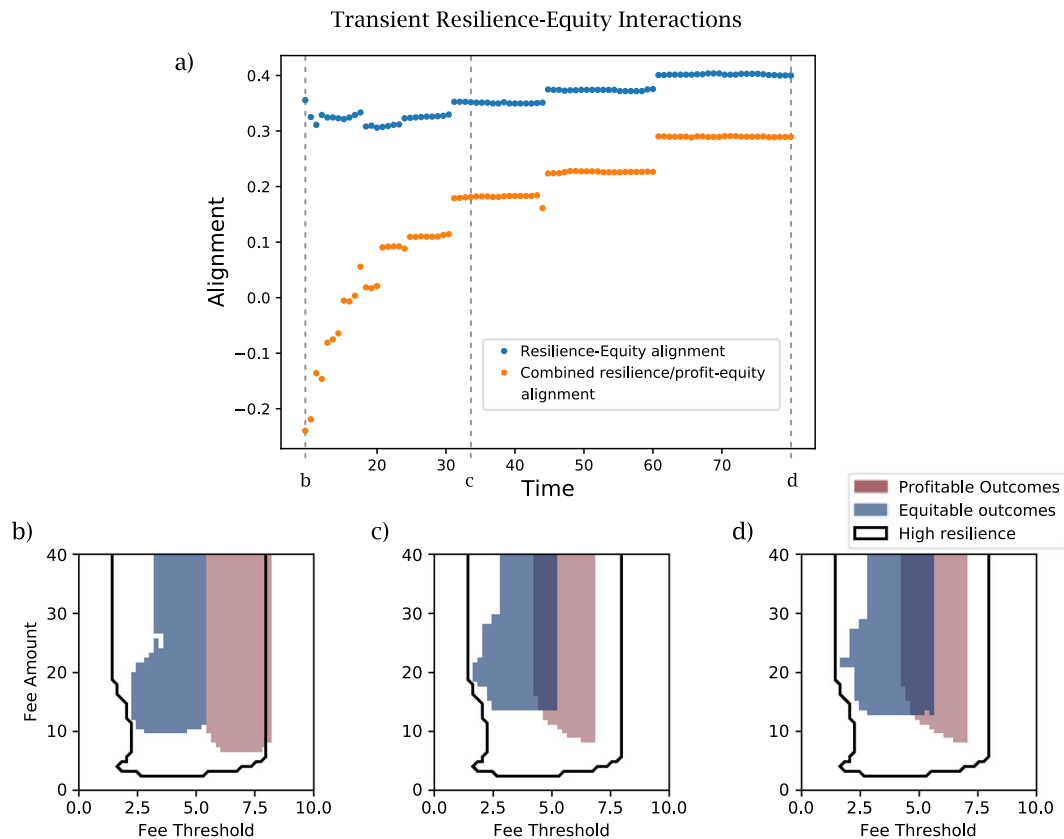 Transient Resilience-Equity Interactions
a)
0.4
0.3
0.2
0.1
0.0
−0.1
−0.2
Alignment
Resilience-Equity alignment
Combined resilience/profit-equity
alignment
20
30
40
50
60
70
b
c
d
Time
Profitable Outcomes
Equitable outcomes
High resilience
b)
40
30
20
10
0
Fee Amount
0.0
2.5
5.0
7.5
10.0
Fee Threshold
c)
40
30
20
10
0
0.0
2.5
5.0
7.5
10.0
Fee Threshold
d)
40
30
20
10
0
0.0
2.5
5.0
7.5
10.0
Fee Threshold